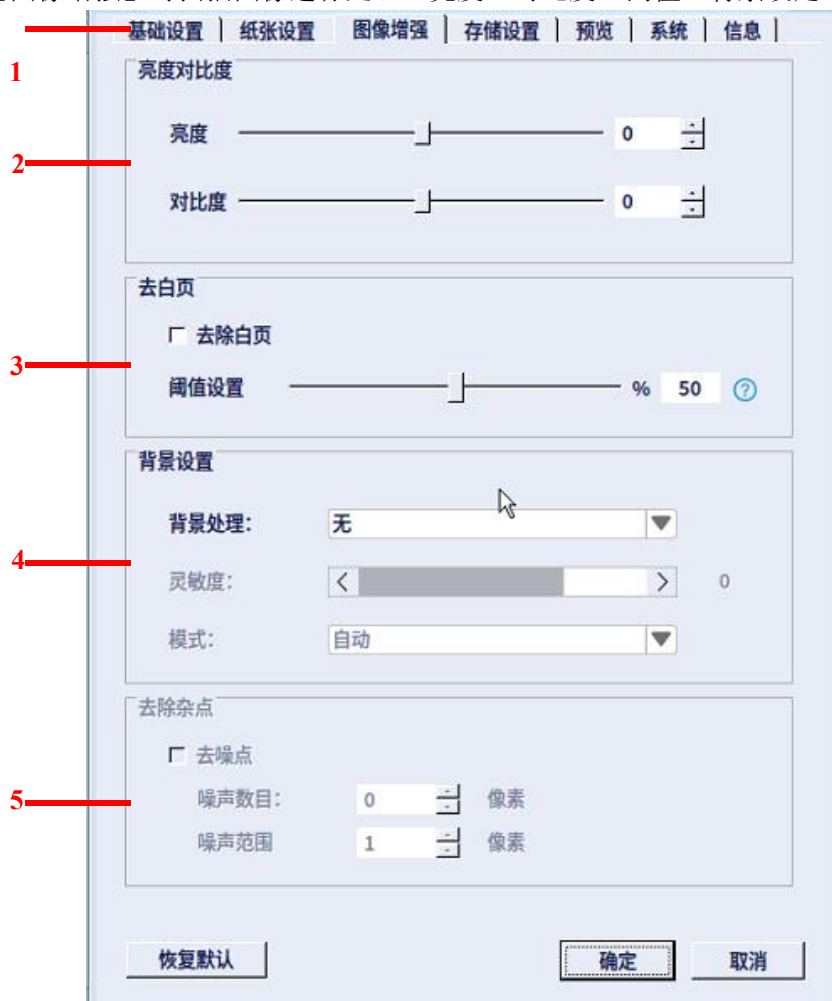 基础设置 | 纸张设置 图像增强 | 存储设置 | 预览 | 系统 | 信息 |
1
亮度对比度
亮度 0
2
对比度 0
去白页
去除白页
3
阈值设置 % 50 ?
背景设置
背景处理: 无
4
灵敏度: 0
模式: 自动
去除杂点
去噪点
5
噪声数目: 0 像素
噪声范围 1 像素
恢复默认 确定 取消